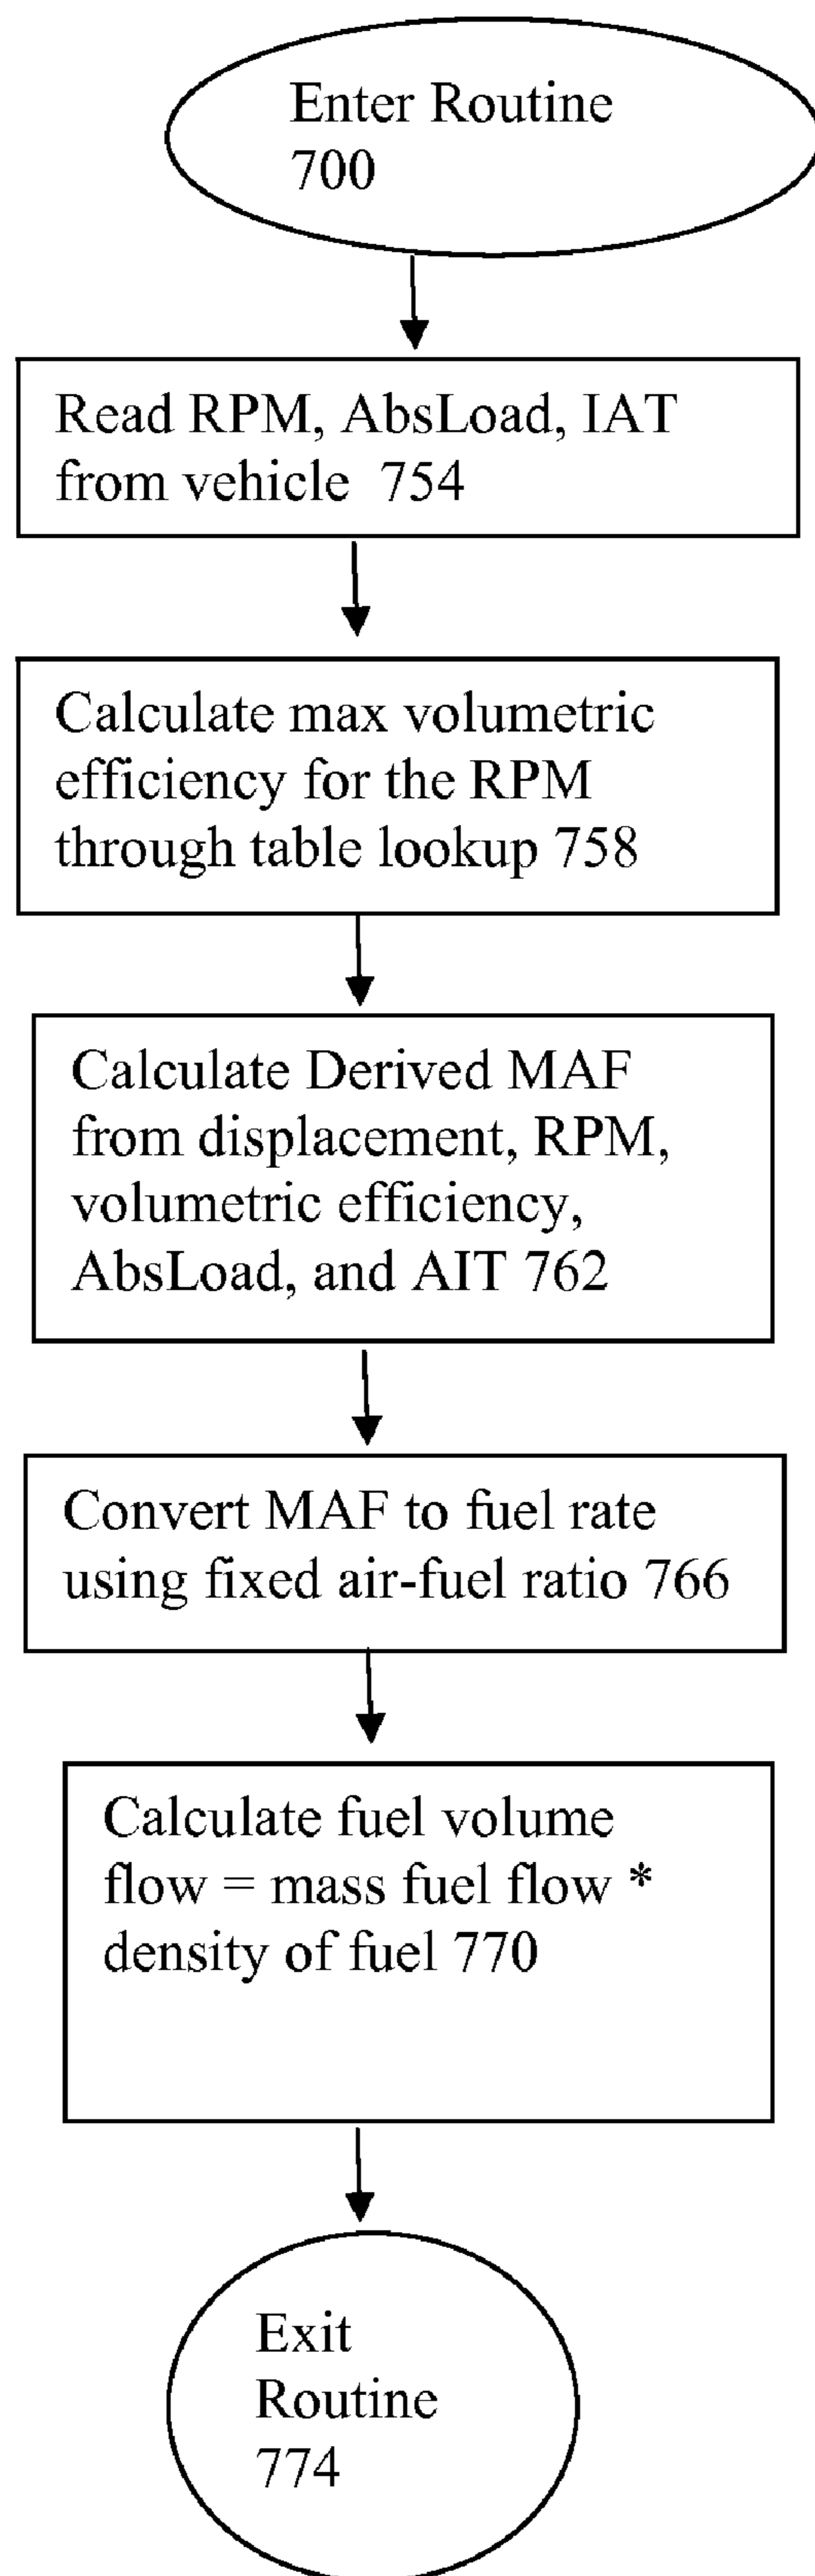 Enter Routine
700
Read RPM, AbsLoad, IAT
from vehicle 754
Calculate max volumetric
efficiency for the RPM
through table lookup 758
Calculate Derived MAF
from displacement, RPM,
volumetric efficiency,
AbsLoad, and AIT 762
Convert MAF to fuel rate
using fixed air-fuel ratio 766
Calculate fuel volume
flow = mass fuel flow *
density of fuel 770
Exit
Routine
774